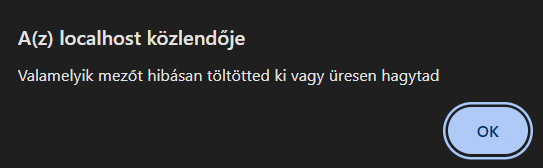 A(z) localhost közlendője
Valamelyik mezőt hibásan töltötted ki vagy üresen hagytad
OK